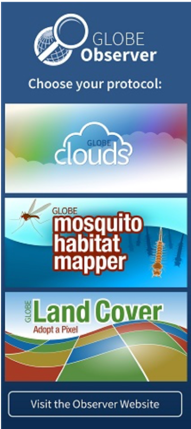 GLOBE
Observer
Choose your protocol:
GLOBE
clouds
GLOBE
mosquito
habitat
mapper
GLOBE
Land Cover
Adopt a Pixel
Visit the Observer Website